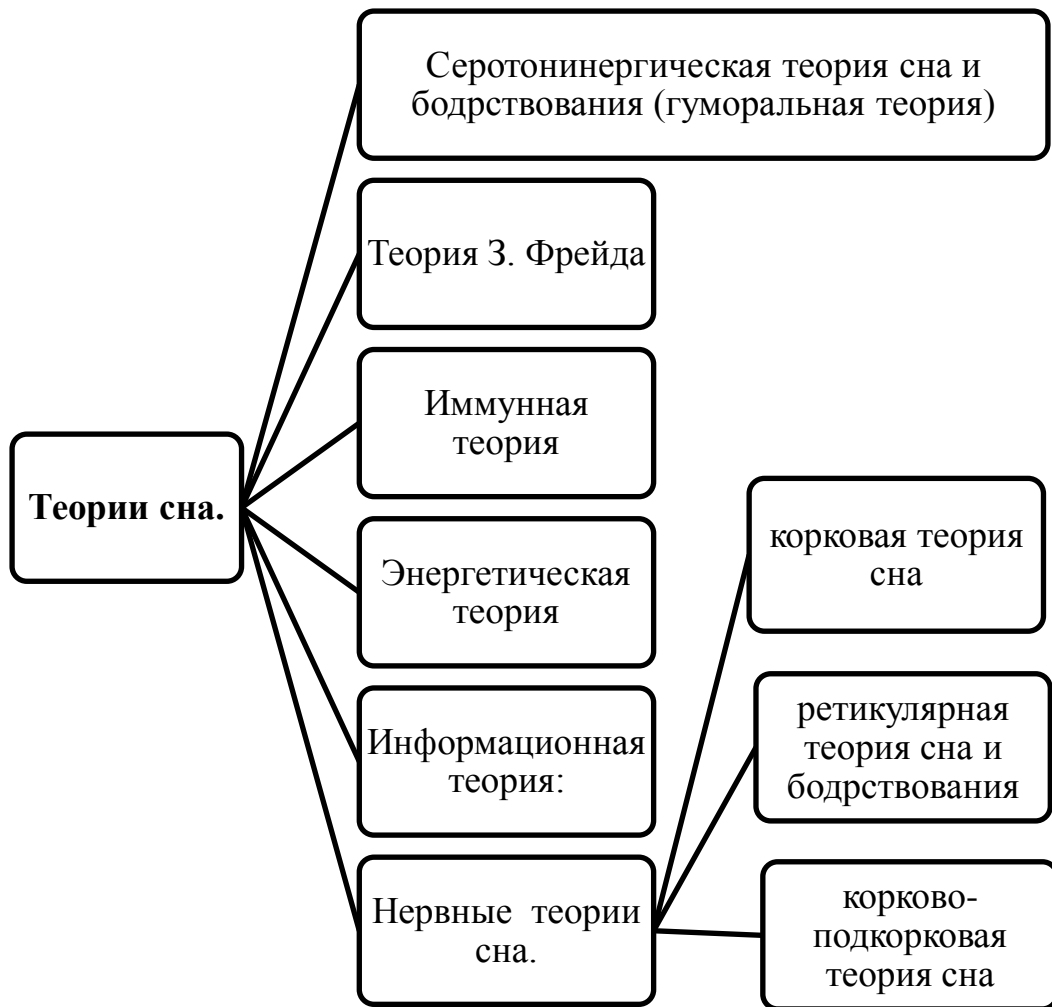 Серотонинергическая теория сна и
бодрствования (гуморальная теория)
Теория З. Фрейда
Иммунная
теория
Теории сна.
Энергетическая
теория
Информационная
теория:
Нервные теории
сна.
корковая теория
сна
ретикулярная
теория сна и
бодрствования
корково-
подкорковая
теория сна